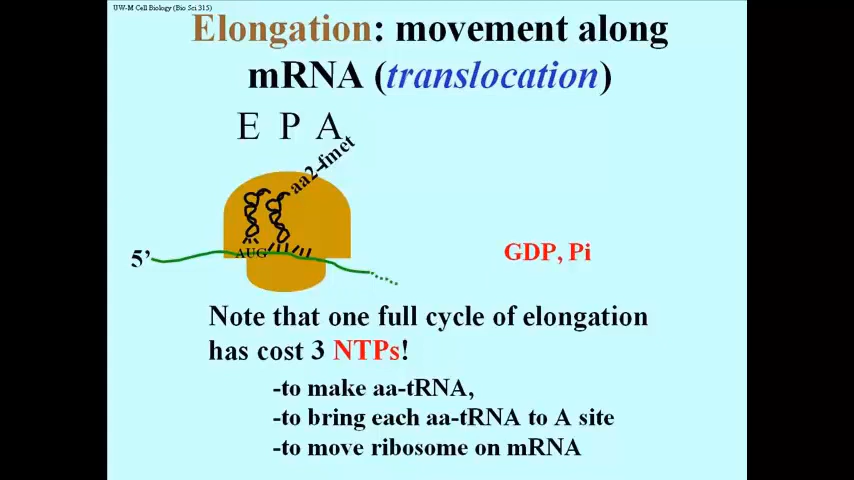 UW-M Cell Biology (Bio Sci 315)
Elongation: movement along
mRNA (translocation)
E P A
aa2-fmet
AUG
5’
GDP, Pi
Note that one full cycle of elongation
has cost 3 NTPs!
-to make aa-tRNA,
-to bring each aa-tRNA to A site
-to move ribosome on mRNA